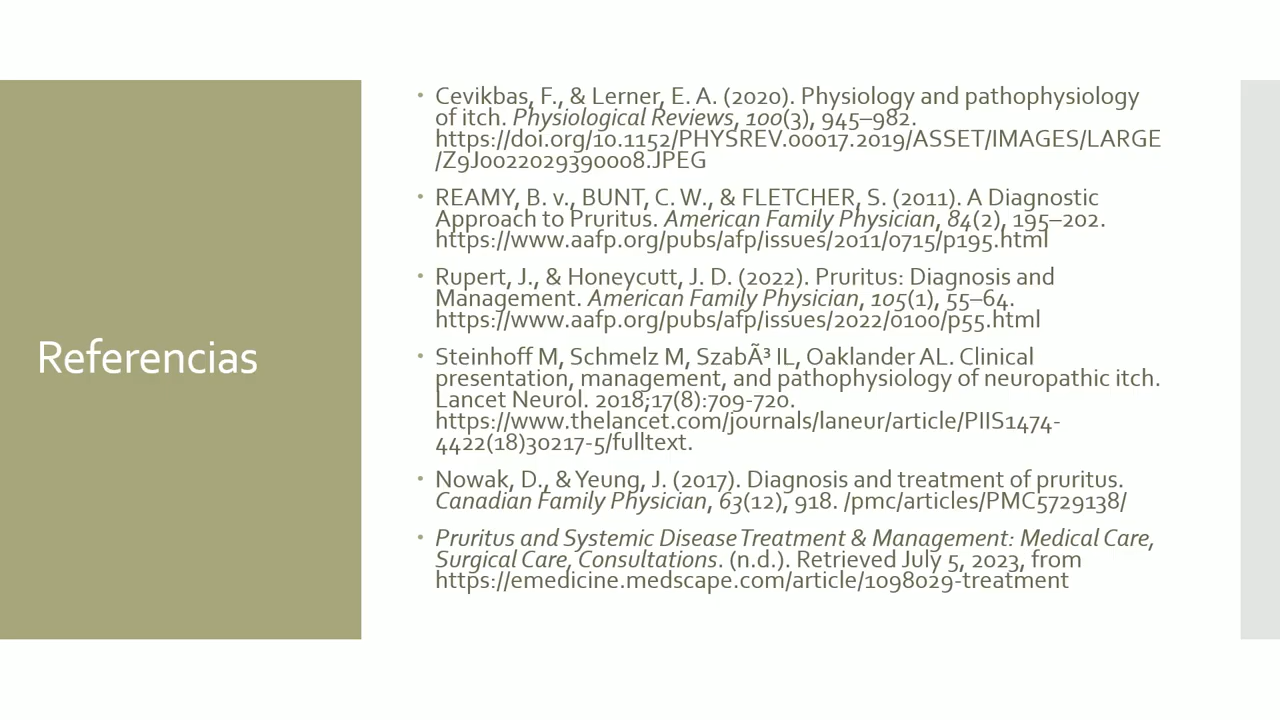 Referencias
• Cevikbas, F., & Lerner, E. A. (2020). Physiology and pathophysiology
of itch. Physiological Reviews, 100(3), 945–982.
https://doi.org/10.1152/PHYSREV.00017.2019/ASSET/IMAGES/LARGE
/Z9J0022029390008.JPEG
• REAMY, B. v., BUNT, C. W., & FLETCHER, S. (2011). A Diagnostic
Approach to Pruritus. American Family Physician, 84(2), 195–202.
https://www.aafp.org/pubs/afp/issues/2011/0715/p195.html
• Rupert, J., & Honeycutt, J. D. (2022). Pruritus: Diagnosis and
Management. American Family Physician, 105(1), 55–64.
https://www.aafp.org/pubs/afp/issues/2022/0100/p55.html
• Steinhoff M, Schmelz M, SzabÃ³ IL, Oaklander AL. Clinical
presentation, management, and pathophysiology of neuropathic itch.
Lancet Neurol. 2018;17(8):709-720.
https://www.thelancet.com/journals/laneur/article/PIIS1474-
4422(18)30217-5/fulltext.
• Nowak, D., & Yeung, J. (2017). Diagnosis and treatment of pruritus.
Canadian Family Physician, 63(12), 918. /pmc/articles/PMC5729138/
• Pruritus and Systemic Disease Treatment & Management: Medical Care,
Surgical Care, Consultations. (n.d.). Retrieved July 5, 2023, from
https://emedicine.medscape.com/article/1098029-treatment